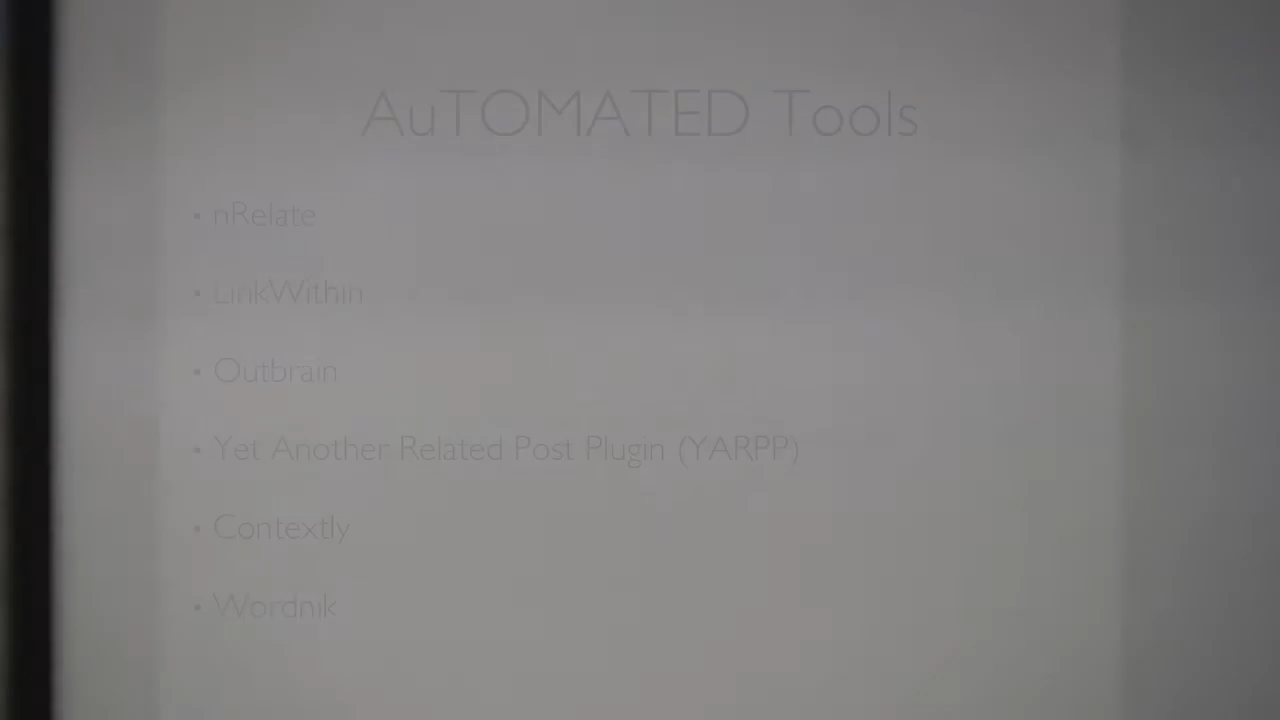 AuTOMATED Tools
• nRelate
• LinkWithin
• Outbrain
• Yet Another Related Post Plugin (YARPP)
• Contextly
• Wordnik